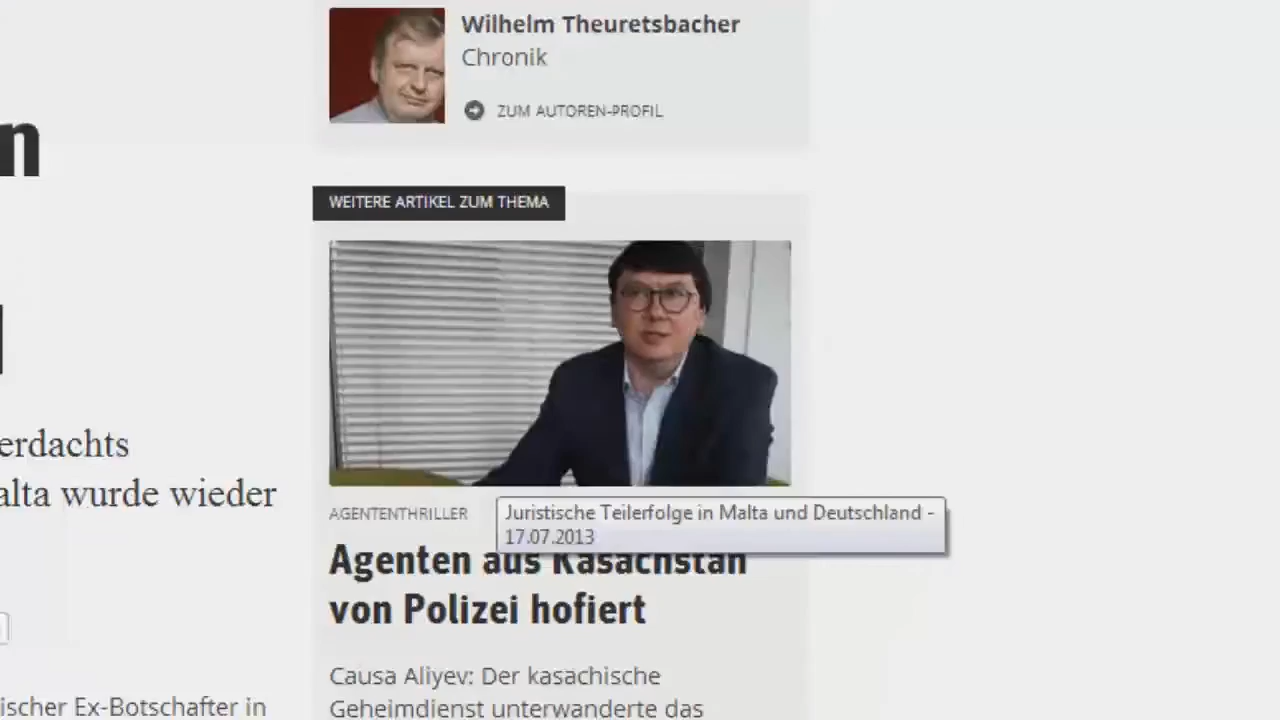 Wilhelm Theuretsbacher
Chronik
ZUM AUTOREN-PROFIL
n
WEITERE ARTIKEL ZUM THEMA
erdachts
alta wurde wieder
AGENTENTHRILLER
Juristische Teilerfolge in Malta und Deutschland -
17.07.2013
Agenten aus Kasachstan
von Polizei hofiert
Causa Aliyev: Der kasachische
ischer Ex-Botschafter in
Geheimdienst unterwanderte das